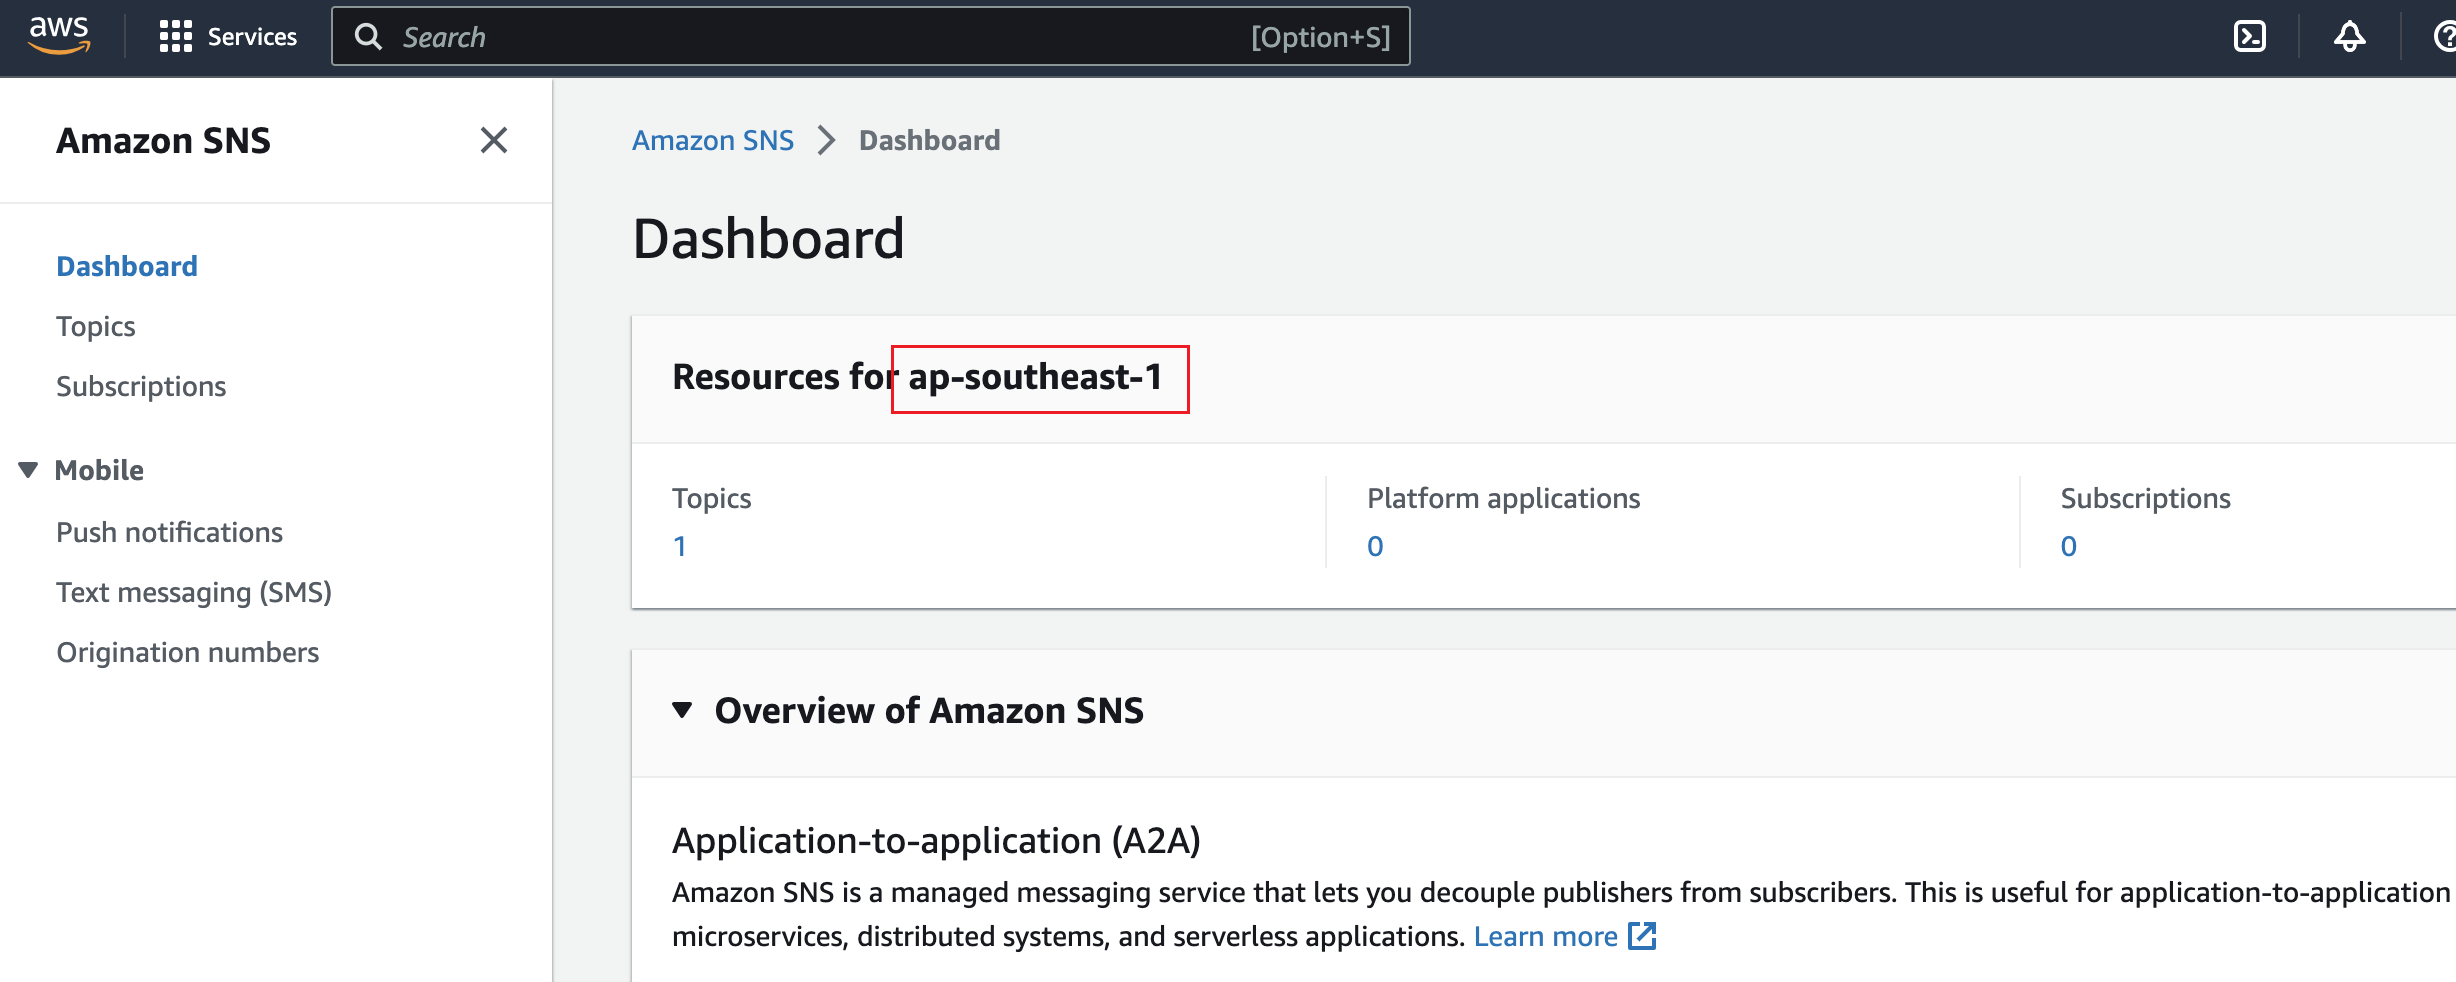 aws
Services
Search
[Option+S]
Amazon SNS
Dashboard
Topics
Subscriptions
Mobile
Push notifications
Text messaging (SMS)
Origination numbers
Amazon SNS > Dashboard
Dashboard
Resources for ap-southeast-1
Topics
1
Platform applications
0
Subscriptions
0
Overview of Amazon SNS
Application-to-application (A2A)
Amazon SNS is a managed messaging service that lets you decouple publishers from subscribers. This is useful for application-to-application
microservices, distributed systems, and serverless applications. Learn more